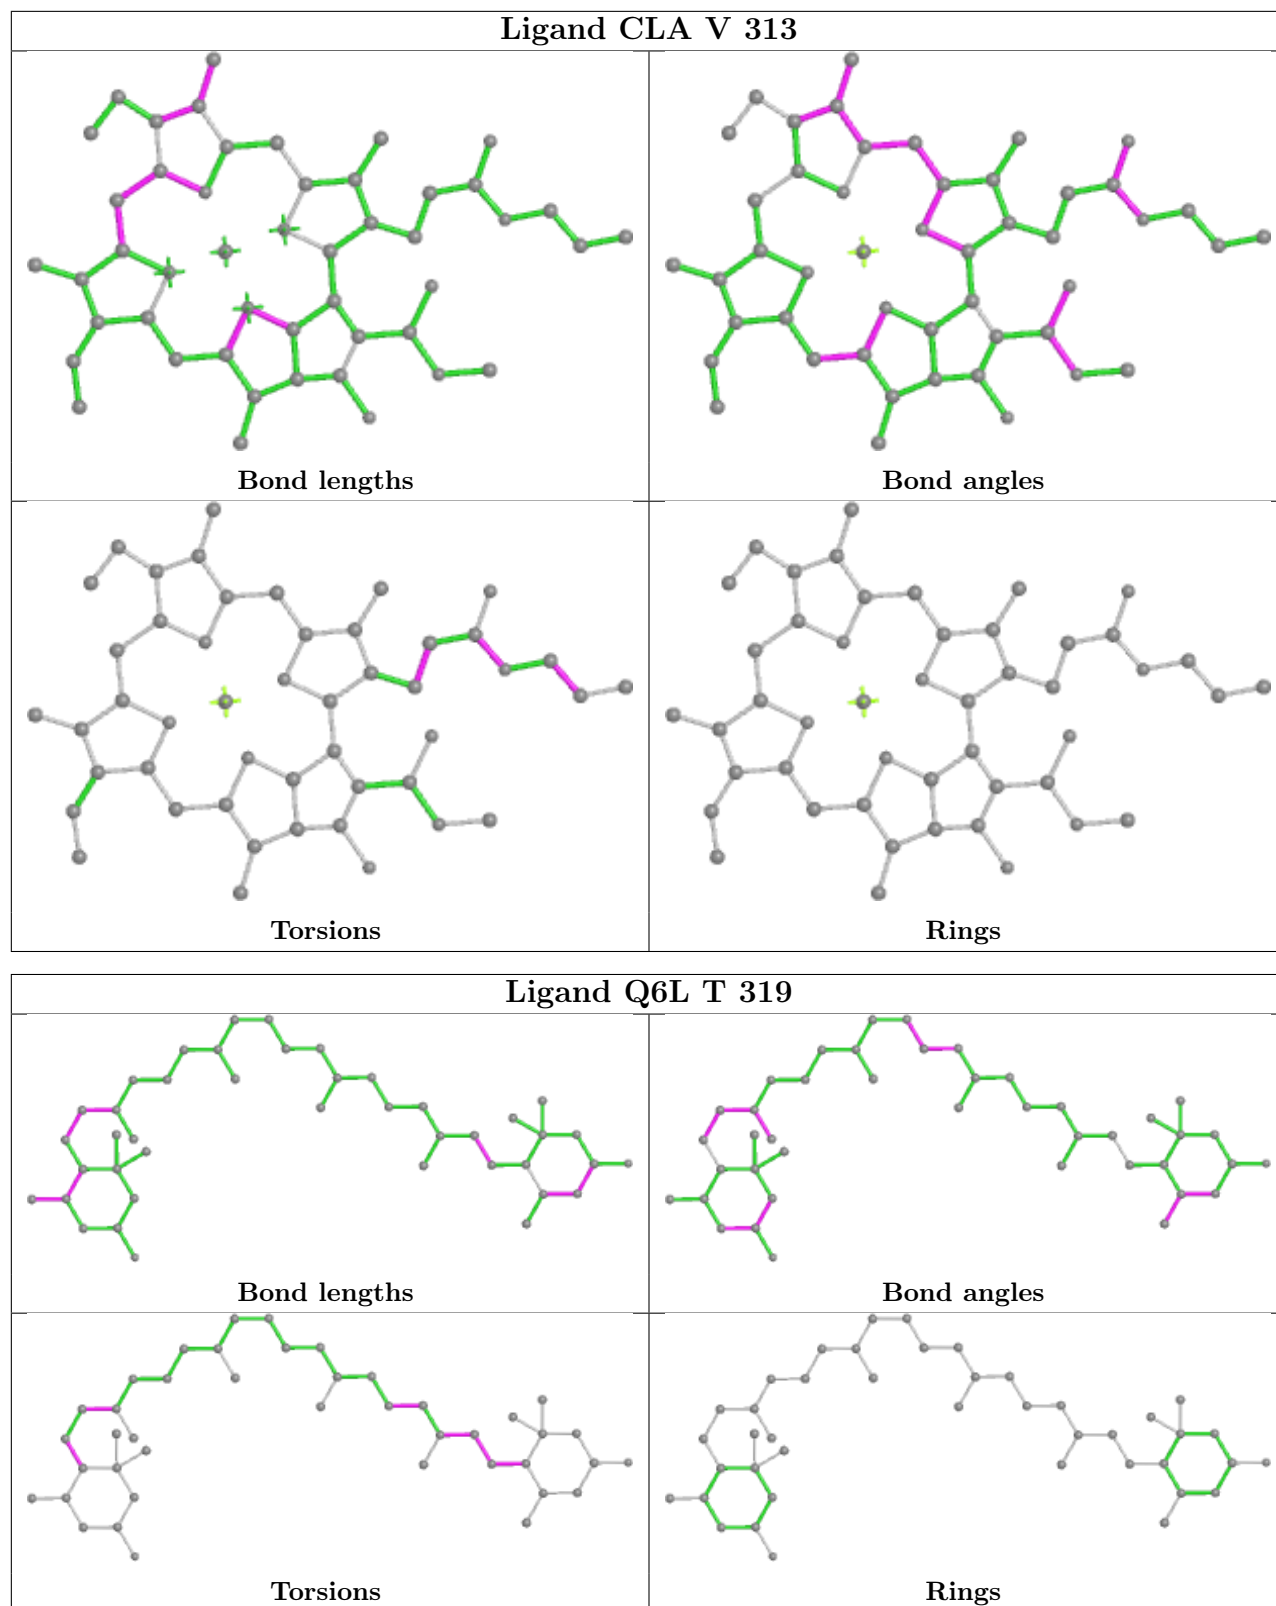 Ligand CLA V 313
Bond lengths
Bond angles
Torsions
Rings
Ligand Q6L T 319
Bond lengths
Bond angles
Torsions
Rings